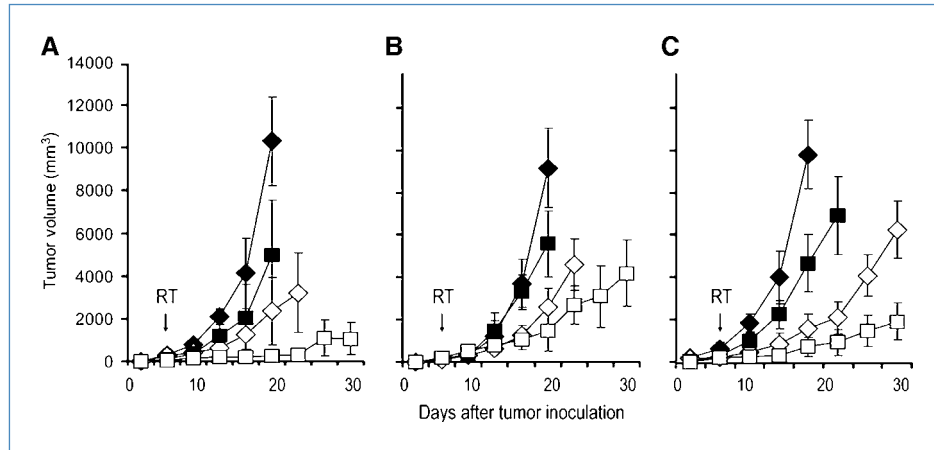 A B C
14000
12000
10000
8000
6000
4000
2000
0
Tumor volume (mm³)
RT RT RT
0 10 20 30 0 10 20 30 0 10 20 30
Days after tumor inoculation